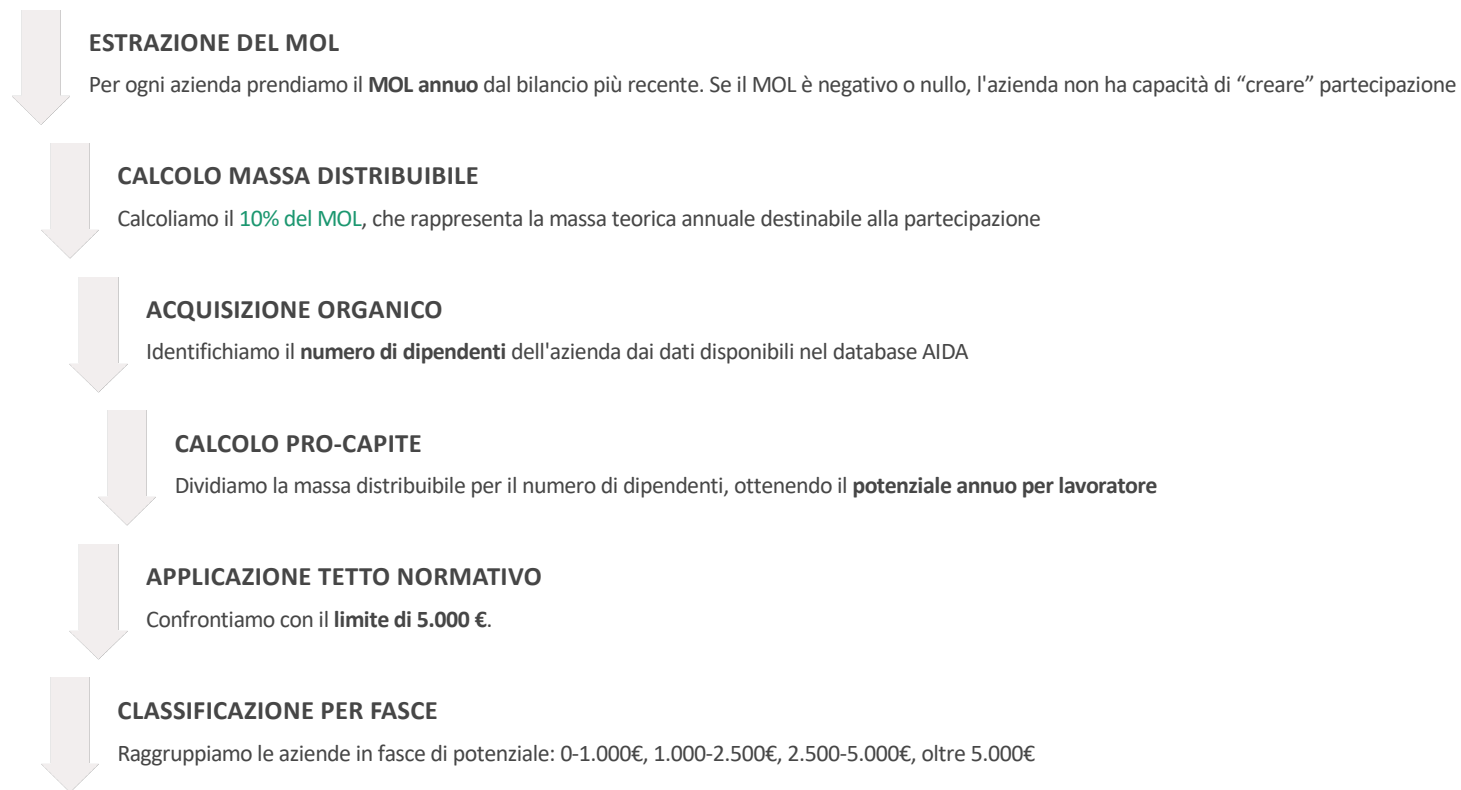 ESTRAZIONE DEL MOL
Per ogni azienda prendiamo il MOL annuo dal bilancio più recente. Se il MOL è negativo o nullo, l'azienda non ha capacità di “creare” partecipazione
CALCOLO MASSA DISTRIBUIBILE
Calcoliamo il 10% del MOL, che rappresenta la massa teorica annuale destinabile alla partecipazione
ACQUISIZIONE ORGANICO
Identifichiamo il numero di dipendenti dell'azienda dai dati disponibili nel database AIDA
CALCOLO PRO-CAPITE
Dividiamo la massa distribuibile per il numero di dipendenti, ottenendo il potenziale annuo per lavoratore
APPLICAZIONE TETTO NORMATIVO
Confrontiamo con il limite di 5.000 €.
CLASSIFICAZIONE PER FASCE
Raggruppiamo le aziende in fasce di potenziale: 0-1.000€, 1.000-2.500€, 2.500-5.000€, oltre 5.000€